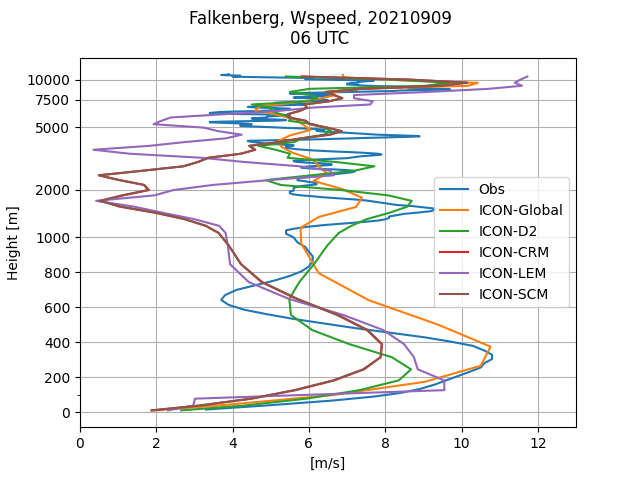 Falkenberg, Wspeed, 20210909
06 UTC
10000
7500
5000
2000
1000
800
600
400
200
0
Height [m]
Obs
ICON-Global
ICON-D2
ICON-CRM
ICON-LEM
ICON-SCM
0 2 4 6 8 10 12
[m/s]